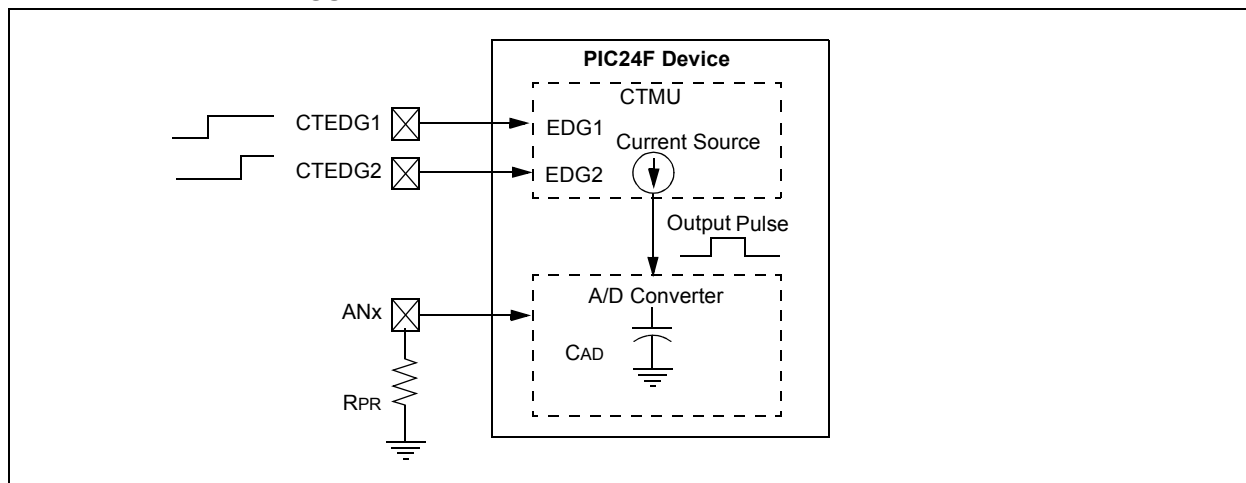 PIC24F Device
CTMU
CTEDG1
EDG1
Current Source
CTEDG2
EDG2
Output Pulse
A/D Converter
ANx
CAD
RPR